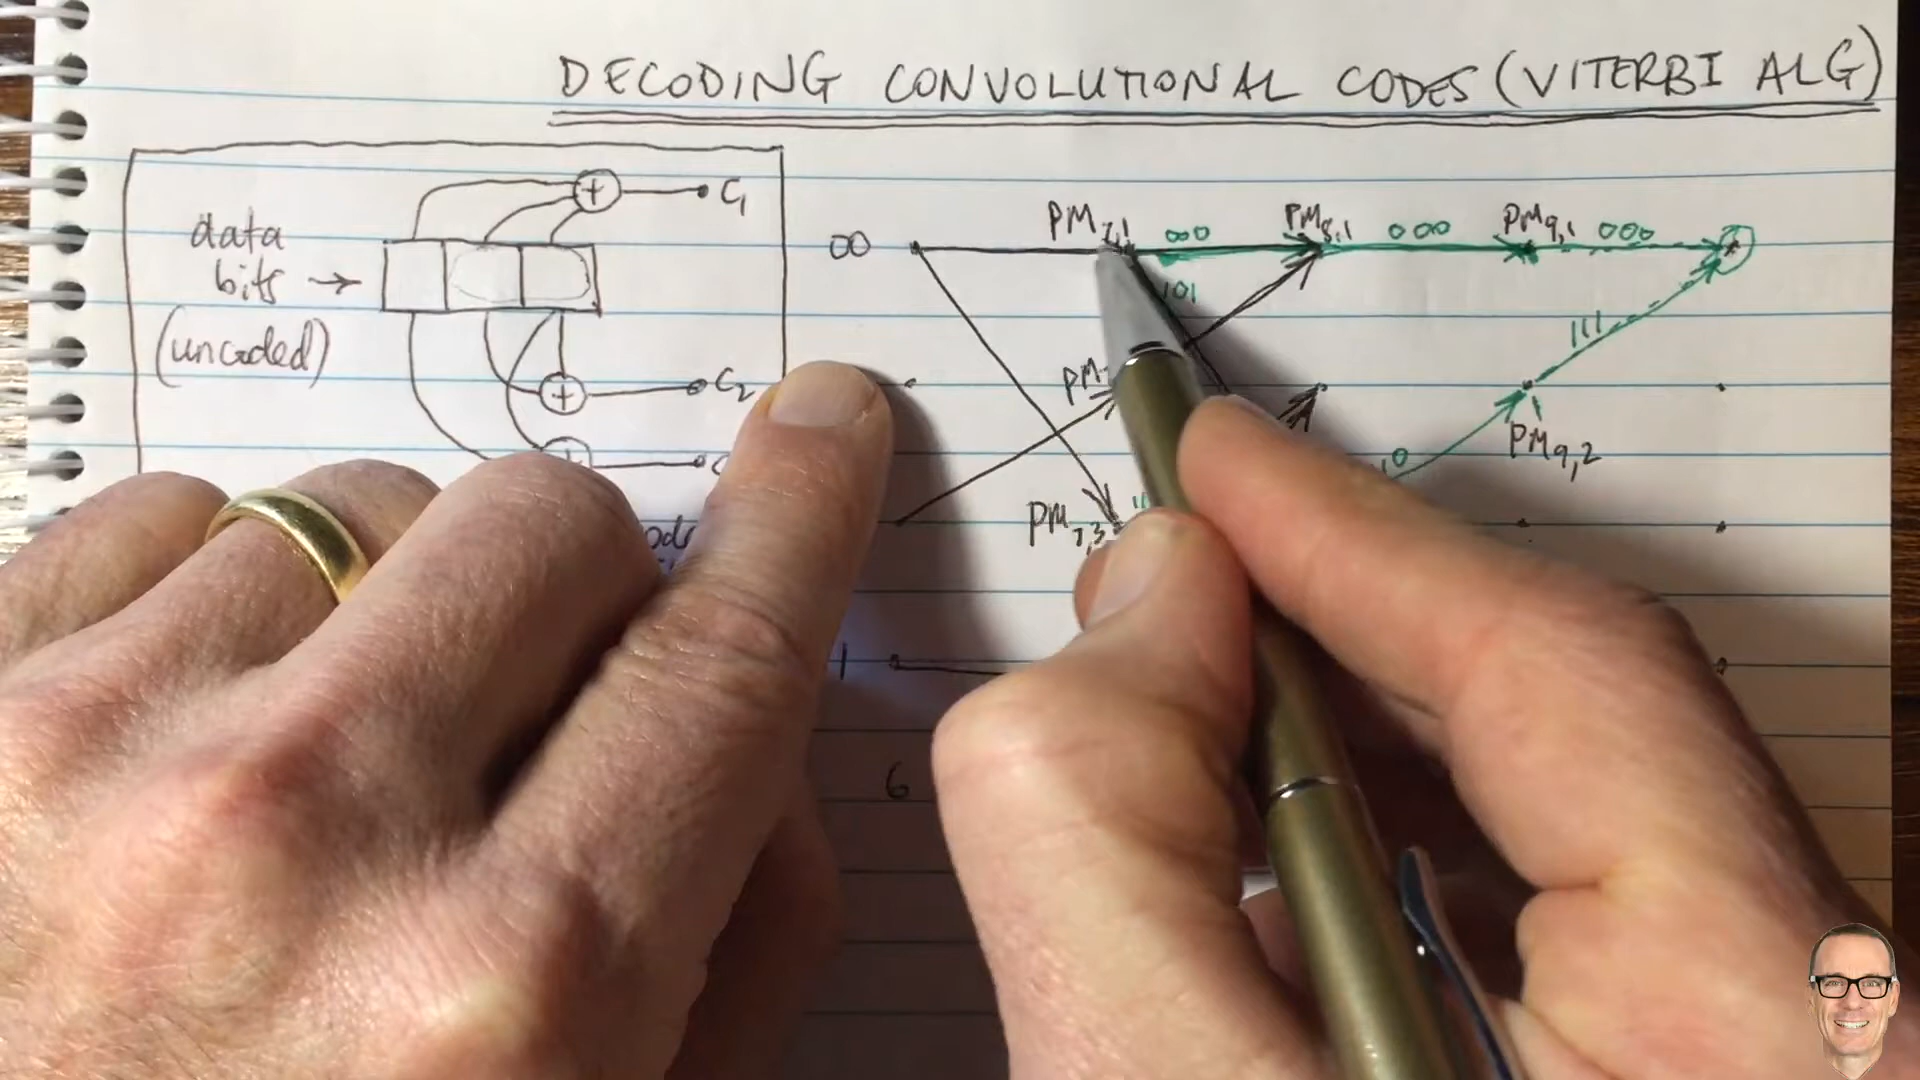 DECODING CONVOLUTIONAL CODES (VITERBI ALG)
data
bits →
(uncoded)
+
C1
+
C2
00
PM7,1
000
PM8,1
000
PM9,1
000
101
111
PM9,2
PM7,3
1
6